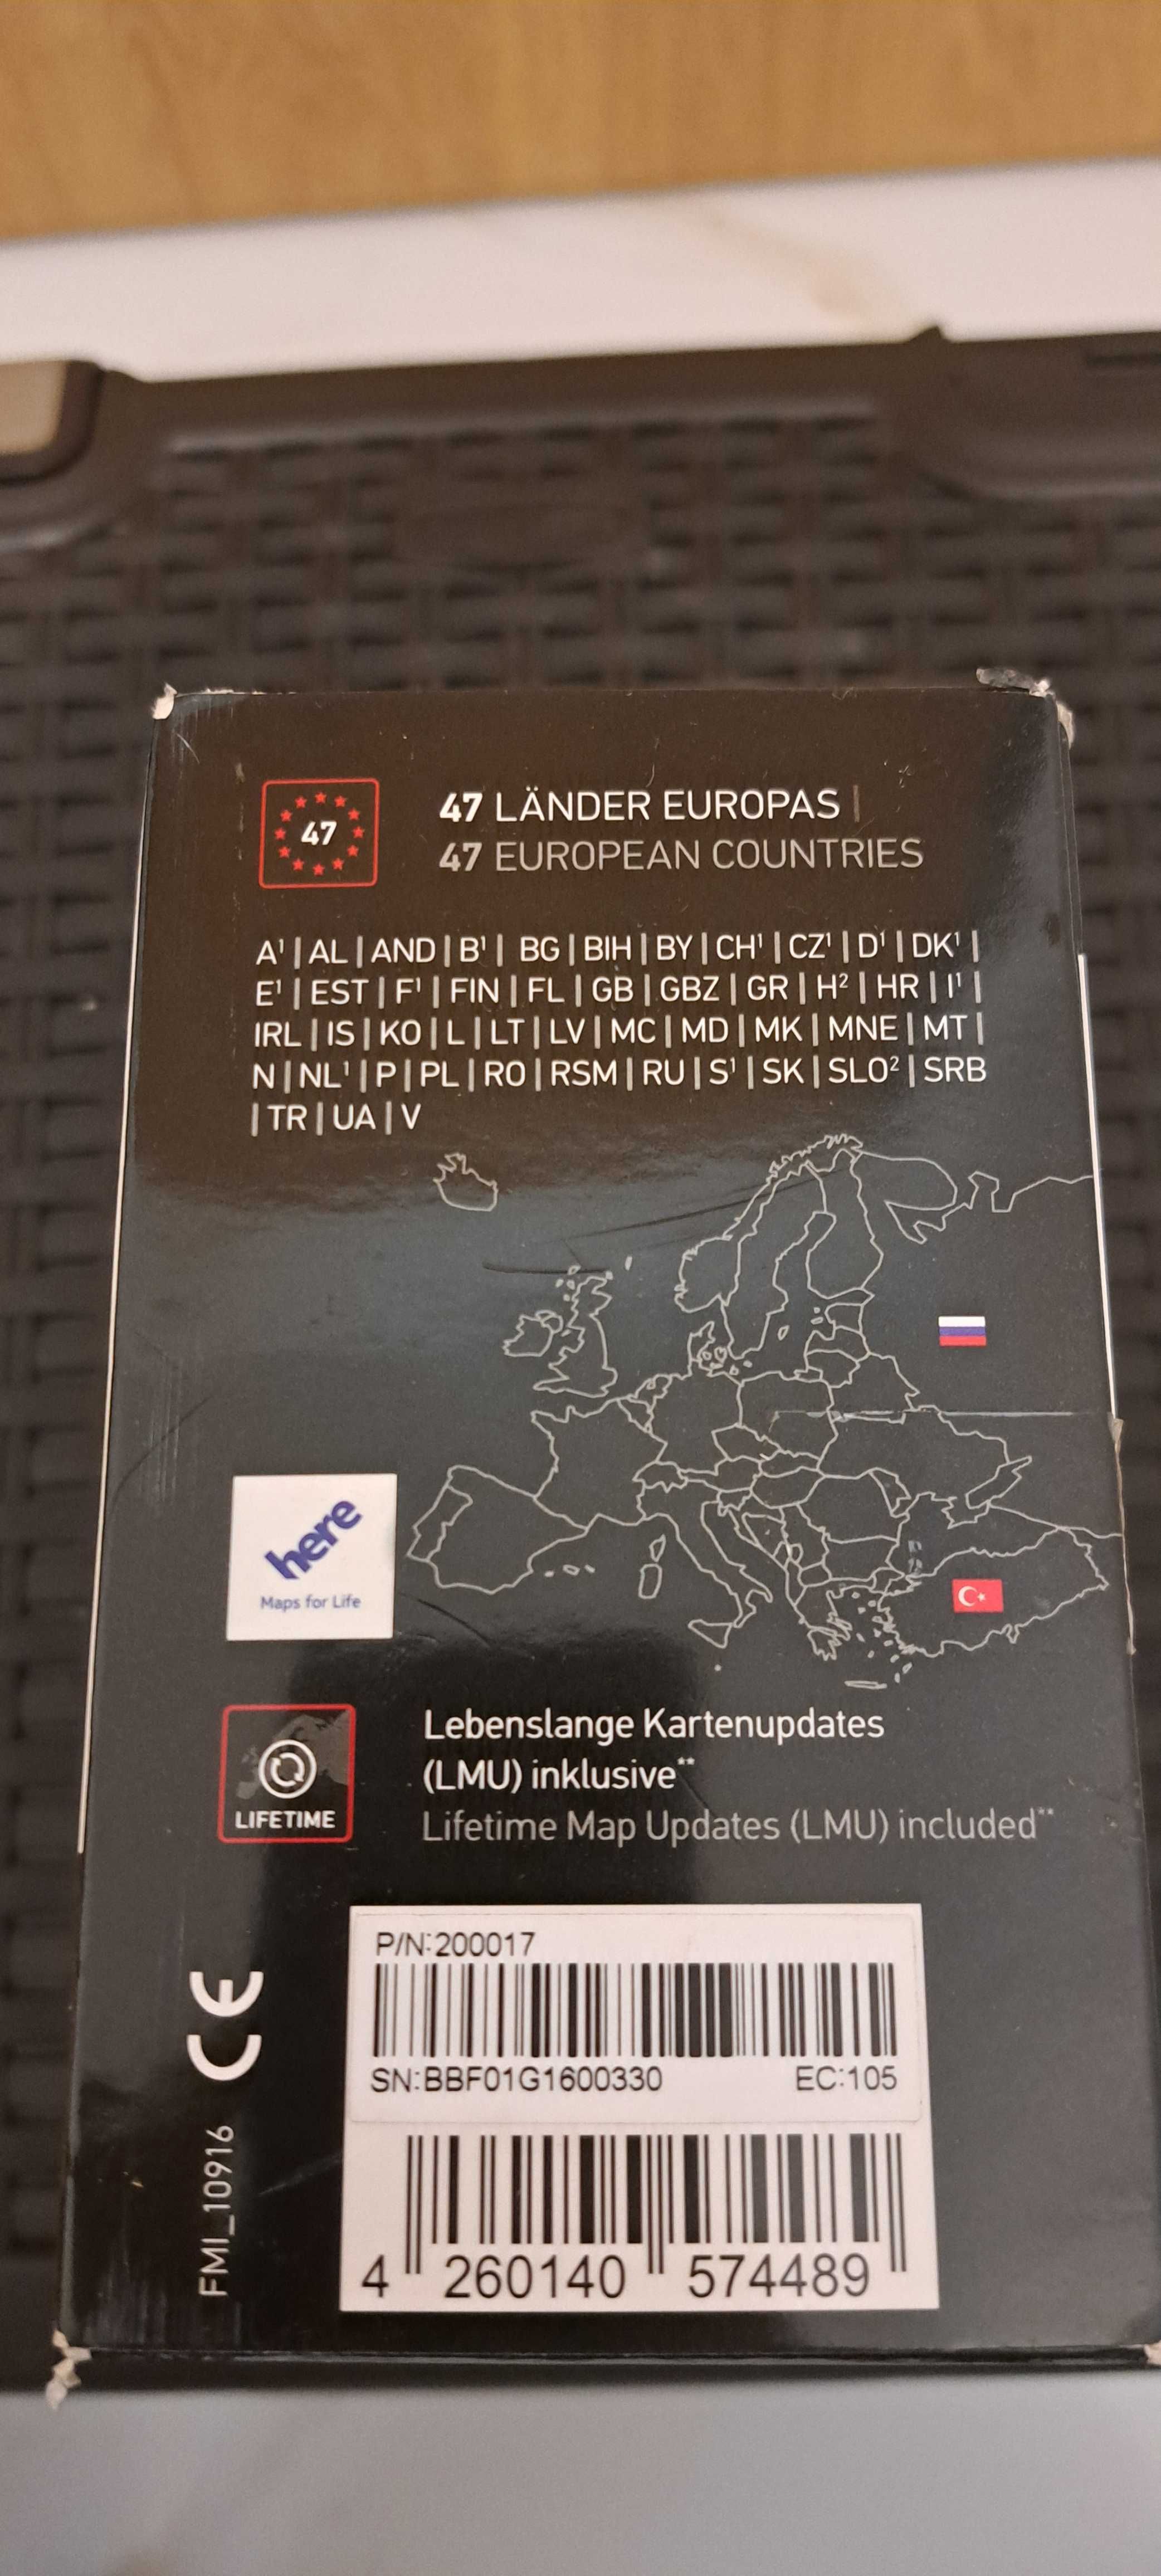 47
47 LÄNDER EUROPAS |
47 EUROPEAN COUNTRIES
A¹ | AL | AND | B¹ | BG | BIH | BY | CH¹ | CZ¹ | D¹ | DK¹ |
E¹ | EST | F¹ | FIN | FL | GB | GBZ | GR | H² | HR | I¹ |
IRL | IS | KO | L | LT | LV | MC | MD | MK | MNE | MT |
N | NL¹ | P | PL | RO | RSM | RU | S¹ | SK | SLO² | SRB
| TR | UA | V
here
Maps for Life
LIFETIME
Lebenslange Kartenupdates
(LMU) inklusive**
Lifetime Map Updates (LMU) included**
CE
FMI_10916
P/N:200017
SN:BBF01G1600330 EC:105
4 260140 574489